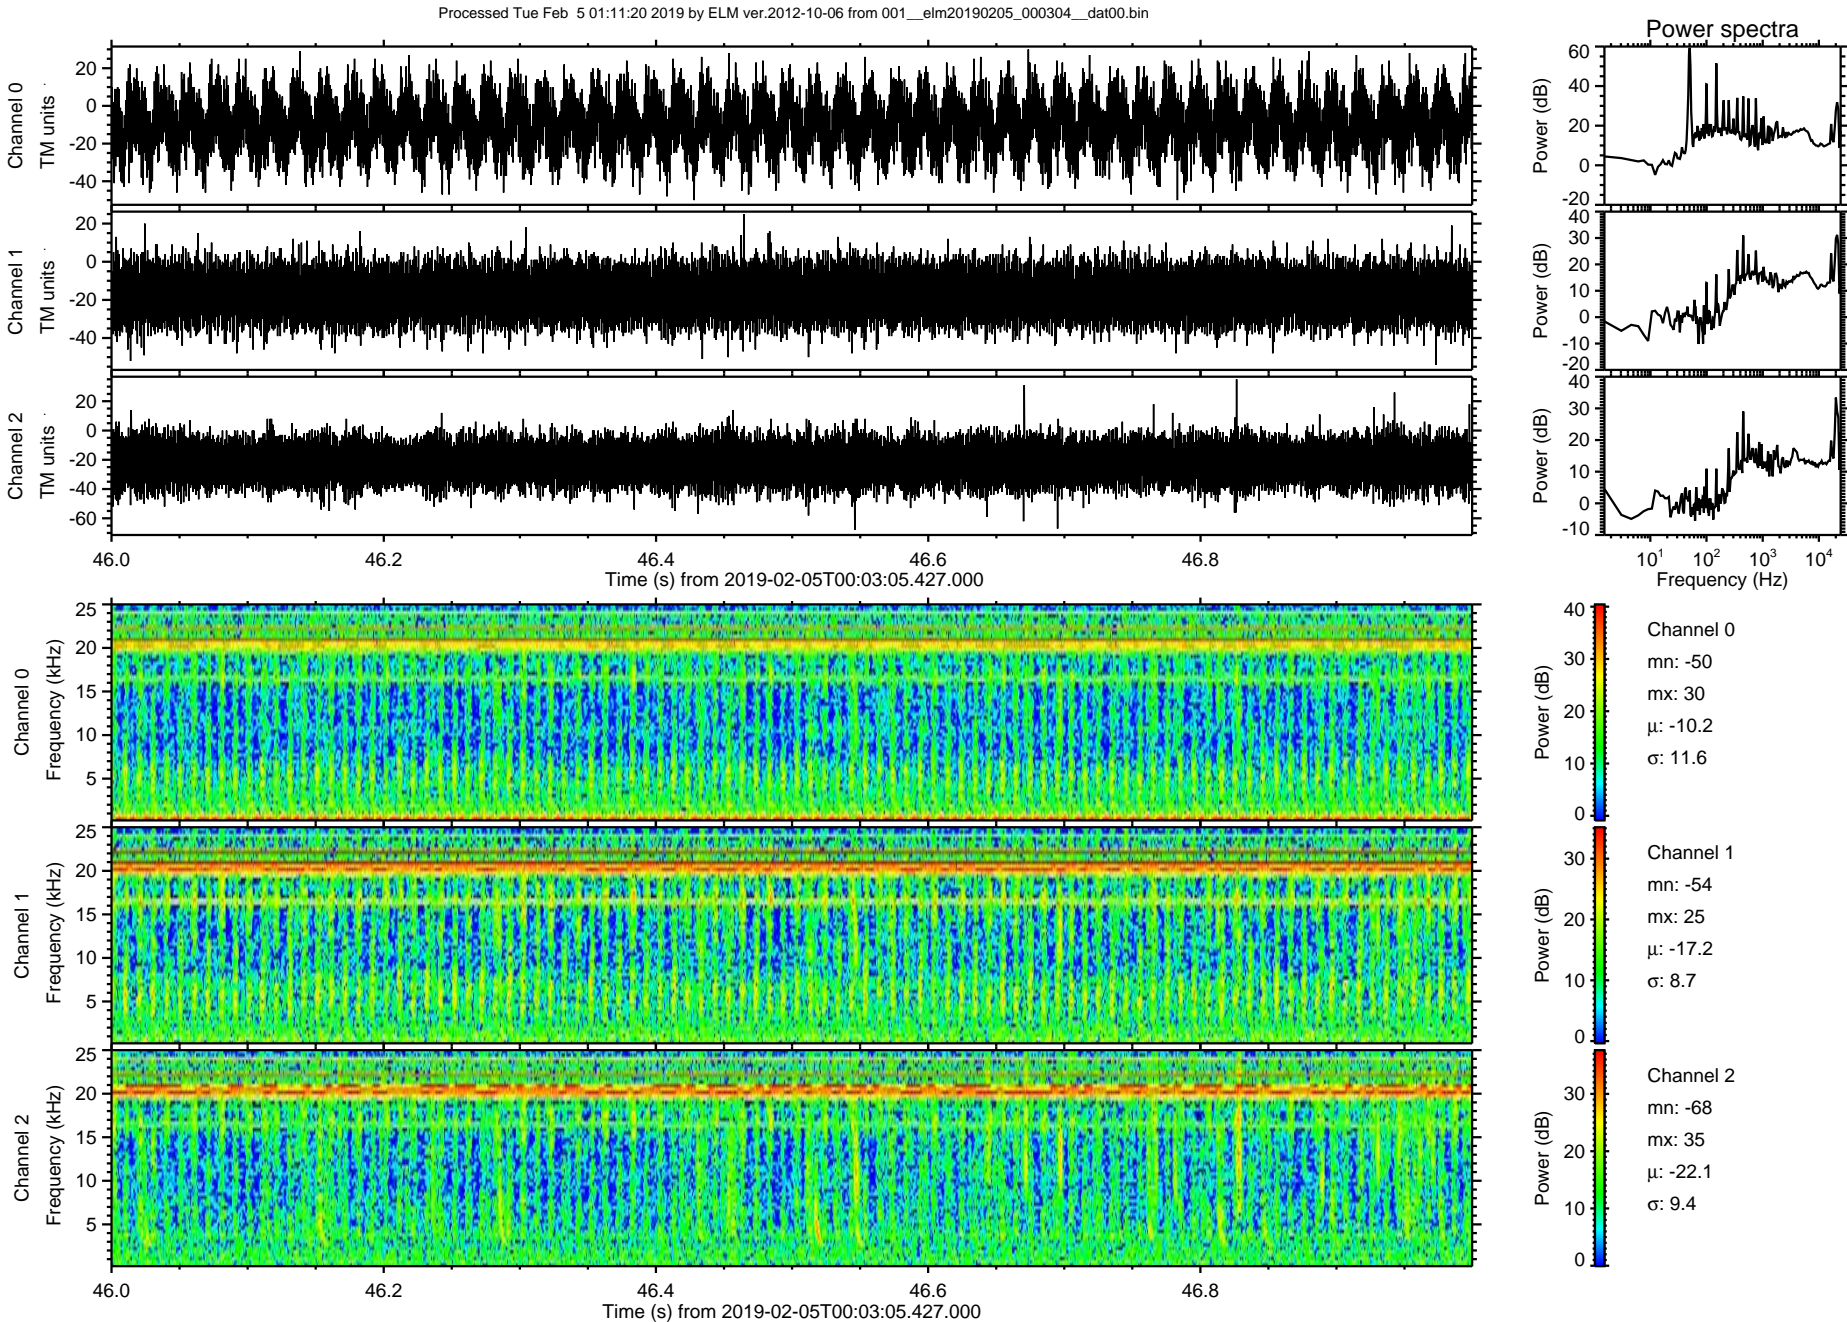 Processed Tue Feb  5 01:11:20 2019 by ELM ver.2012-10-06 from 001__elm20190205_000304__dat00.bin
Power spectra
Channel 0
TM units
20
0
-20
-40
Power (dB)
60
40
20
0
-20
Channel 1
TM units
20
0
-20
-40
Power (dB)
40
30
20
10
0
-10
-20
Channel 2
TM units
20
0
-20
-40
-60
Power (dB)
40
30
20
10
0
-10
46.0 46.2 46.4 46.6 46.8
Time (s) from 2019-02-05T00:03:05.427.000
10^1 10^2 10^3 10^4
Frequency (Hz)
Channel 0
Frequency (kHz)
25
20
15
10
5
Power (dB)
40
30
20
10
0
Channel 0
mn: -50
mx: 30
μ: -10.2
σ: 11.6
Channel 1
Frequency (kHz)
25
20
15
10
5
Power (dB)
30
20
10
0
Channel 1
mn: -54
mx: 25
μ: -17.2
σ: 8.7
Channel 2
Frequency (kHz)
25
20
15
10
5
Power (dB)
30
20
10
0
Channel 2
mn: -68
mx: 35
μ: -22.1
σ: 9.4
46.0 46.2 46.4 46.6 46.8
Time (s) from 2019-02-05T00:03:05.427.000